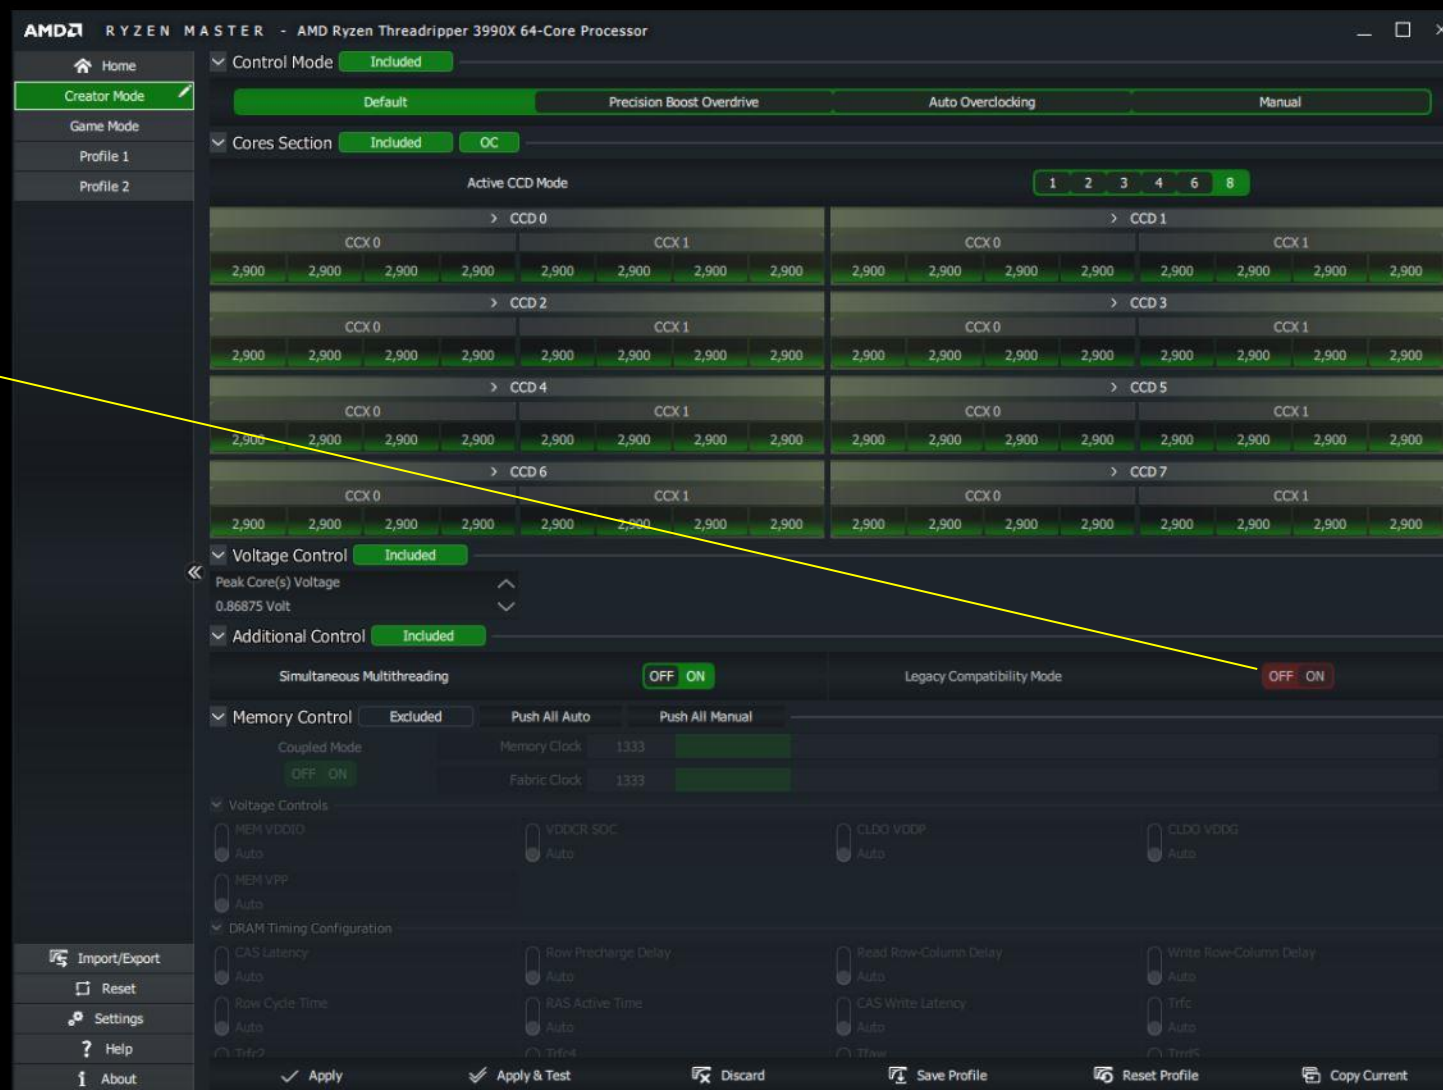 AMD RYZEN MASTER - AMD Ryzen Threadripper 3990X 64-Core Processor
Home
Creator Mode
Game Mode
Profile 1
Profile 2
Control Mode Included
Default Precision Boost Overdrive Auto Overclocking Manual
Cores Section Included OC
Active CCD Mode 1 2 3 4 6 8
CCD 0 CCD 1
CCX 0 CCX 1 CCX 0 CCX 1
2,900 2,900 2,900 2,900 2,900 2,900 2,900 2,900 2,900 2,900 2,900 2,900 2,900 2,900 2,900 2,900
CCD 2 CCD 3
CCX 0 CCX 1 CCX 0 CCX 1
2,900 2,900 2,900 2,900 2,900 2,900 2,900 2,900 2,900 2,900 2,900 2,900 2,900 2,900 2,900 2,900
CCD 4 CCD 5
CCX 0 CCX 1 CCX 0 CCX 1
2,900 2,900 2,900 2,900 2,900 2,900 2,900 2,900 2,900 2,900 2,900 2,900 2,900 2,900 2,900 2,900
CCD 6 CCD 7
CCX 0 CCX 1 CCX 0 CCX 1
2,900 2,900 2,900 2,900 2,900 2,900 2,900 2,900 2,900 2,900 2,900 2,900 2,900 2,900 2,900 2,900
Voltage Control Included
Peak Core(s) Voltage
0.86875 Volt
Additional Control Included
Simultaneous Multithreading OFF ON Legacy Compatibility Mode OFF ON
Memory Control Excluded Push All Auto Push All Manual
Coupled Mode Memory Clock 1333
OFF ON Fabric Clock 1333
Voltage Controls
MEM VDDIO VDDCR SOC CLDO VDDP CLDO VDDG
Auto Auto Auto Auto
MEM VPP
Auto
DRAM Timing Configuration
CAS Latency Row Precharge Delay Read Row-Column Delay Write Row-Column Delay
Auto Auto Auto Auto
Row Cycle Time RAS Active Time CAS Write Latency Trfc
Auto Auto Auto Auto
Trfc2 Trfc4 Tfaw TrrdS
Import/Export
Reset
Settings
Help
About
Apply Apply & Test Discard Save Profile Reset Profile Copy Current